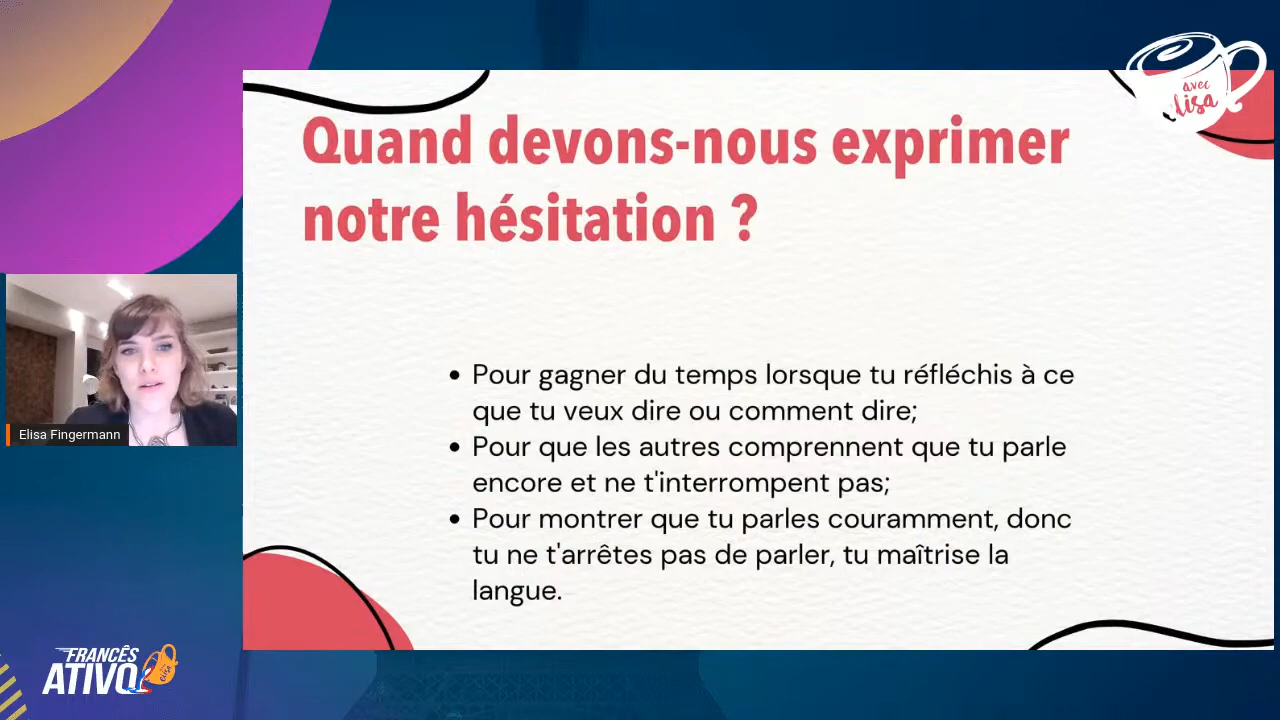 avec
elisa
Quand devons-nous exprimer
notre hésitation ?
Pour gagner du temps lorsque tu réfléchis à ce
que tu veux dire ou comment dire;
Pour que les autres comprennent que tu parle
encore et ne t'interrompent pas;
Pour montrer que tu parles couramment, donc
tu ne t'arrêtes pas de parler, tu maîtrise la
langue.
Elisa Fingermann
FRANCÊS
ATIVO